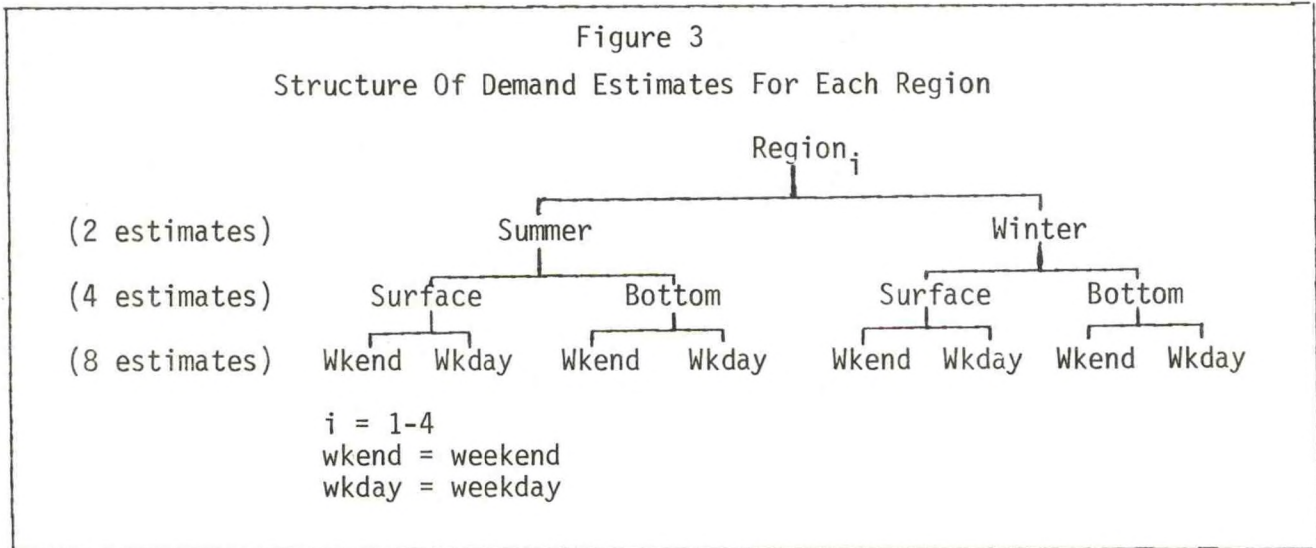 Figure 3
Structure Of Demand Estimates For Each Region
Regionᵢ
(2 estimates) Summer Winter
(4 estimates) Surface Bottom Surface Bottom
(8 estimates) Wkend Wkday Wkend Wkday Wkend Wkday Wkend Wkday
i = 1-4
wkend = weekend
wkday = weekday